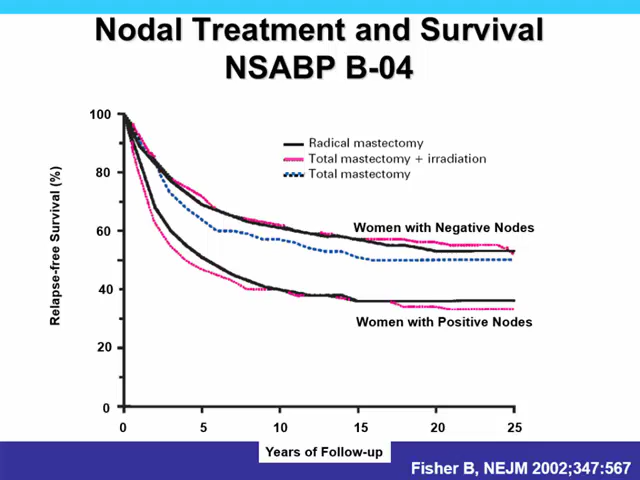 Nodal Treatment and Survival
NSABP B-04
Relapse-free Survival (%)
100
80
60
40
20
0
Radical mastectomy
Total mastectomy + irradiation
Total mastectomy
Women with Negative Nodes
Women with Positive Nodes
0 5 10 15 20 25
Years of Follow-up
Fisher B, NEJM 2002;347:567